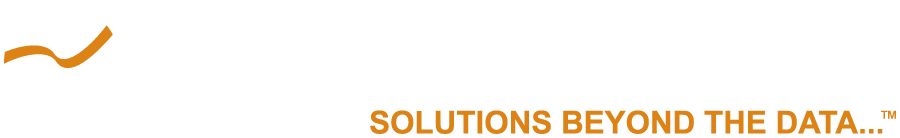 SOLUTIONS BEYOND THE DATA...™